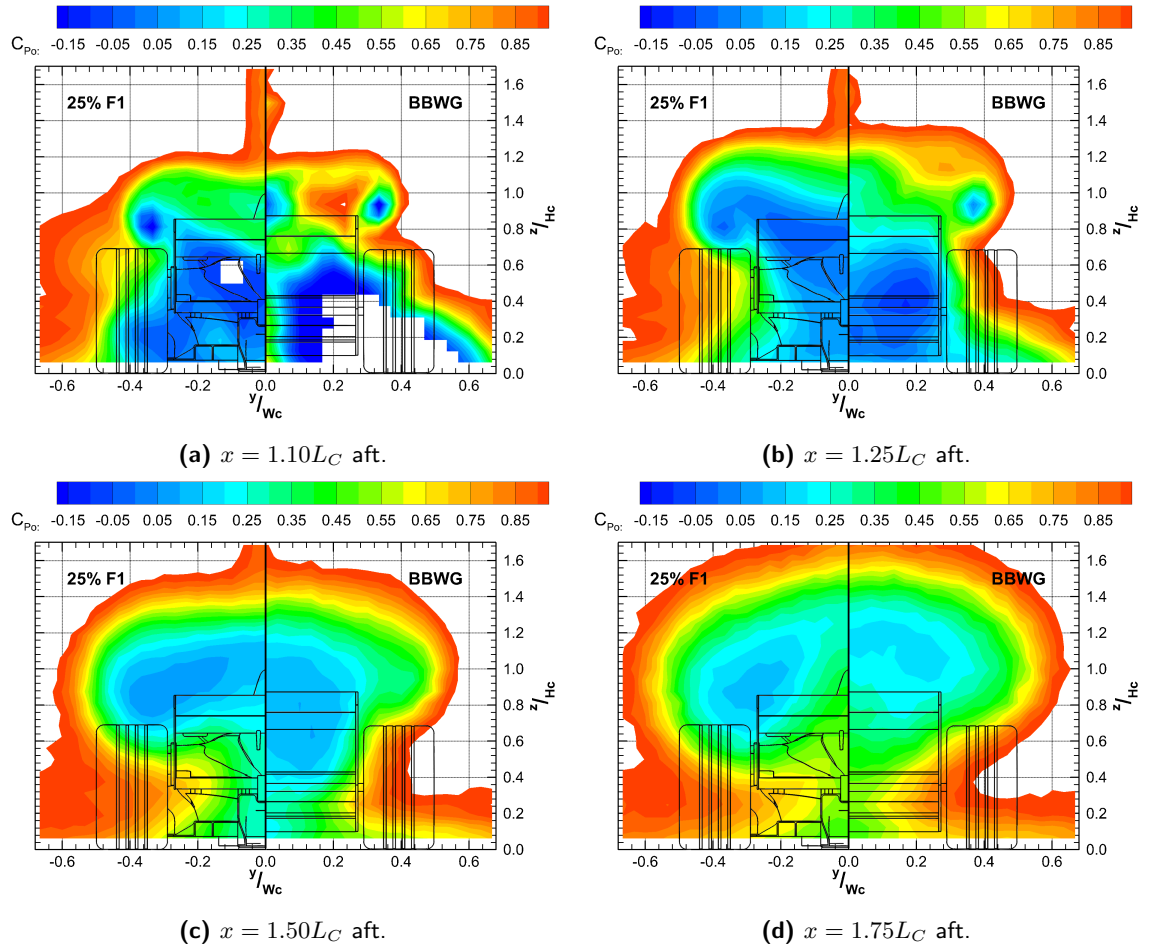 C_Po: -0.15 -0.05 0.05 0.15 0.25 0.35 0.45 0.55 0.65 0.75 0.85
25% F1 BBWG
1.6
1.4
1.2
1.0
0.8
0.6
0.4
0.2
0.0
z/Hc
-0.6 -0.4 -0.2 0.0 0.2 0.4 0.6
y/Wc
(a) x = 1.10L_C aft.
C_Po: -0.15 -0.05 0.05 0.15 0.25 0.35 0.45 0.55 0.65 0.75 0.85
25% F1 BBWG
1.6
1.4
1.2
1.0
0.8
0.6
0.4
0.2
0.0
z/Hc
-0.6 -0.4 -0.2 0.0 0.2 0.4 0.6
y/Wc
(b) x = 1.25L_C aft.
C_Po: -0.15 -0.05 0.05 0.15 0.25 0.35 0.45 0.55 0.65 0.75 0.85
25% F1 BBWG
1.6
1.4
1.2
1.0
0.8
0.6
0.4
0.2
0.0
z/Hc
-0.6 -0.4 -0.2 0.0 0.2 0.4 0.6
y/Wc
(c) x = 1.50L_C aft.
C_Po: -0.15 -0.05 0.05 0.15 0.25 0.35 0.45 0.55 0.65 0.75 0.85
25% F1 BBWG
1.6
1.4
1.2
1.0
0.8
0.6
0.4
0.2
0.0
z/Hc
-0.6 -0.4 -0.2 0.0 0.2 0.4 0.6
y/Wc
(d) x = 1.75L_C aft.